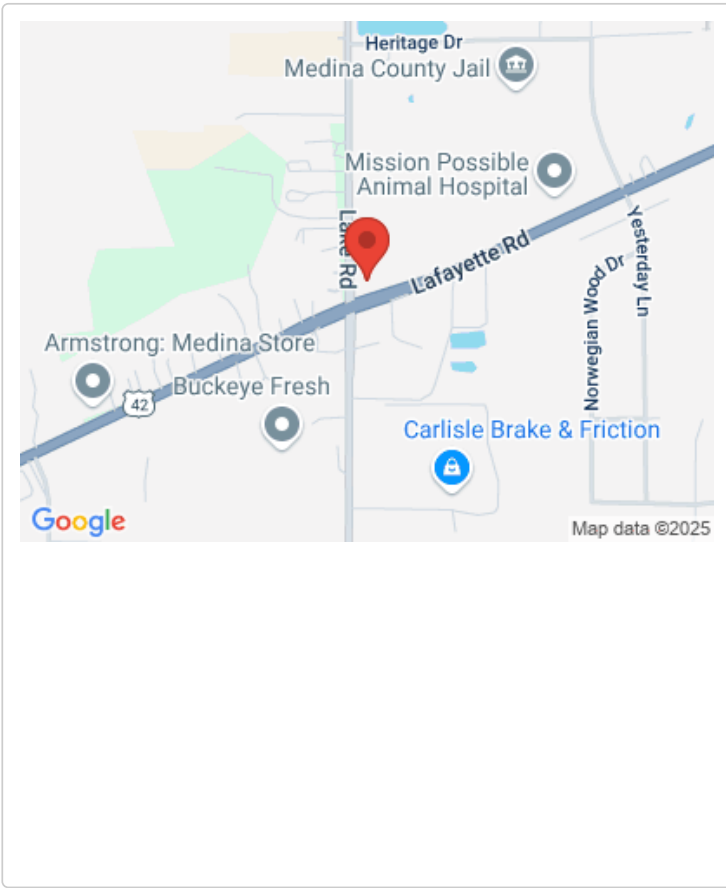 Heritage Dr
Medina County Jail
Mission Possible
Animal Hospital
Lake Rd
Yesterday Ln
Lafayette Rd
Norwegian Wood Dr
Armstrong: Medina Store
42
Buckeye Fresh
Carlisle Brake & Friction
Google
Map data ©2025